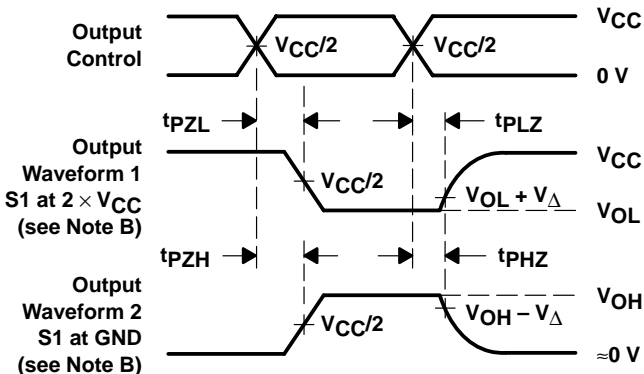 Output
Control
VCC/2
VCC/2
VCC
0 V
tPZL
tPLZ
Output
Waveform 1
S1 at 2 × VCC
(see Note B)
VCC/2
VOL + VΔ
VCC
VOL
tPZH
tPHZ
Output
Waveform 2
S1 at GND
(see Note B)
VCC/2
VOH − VΔ
VOH
≈0 V